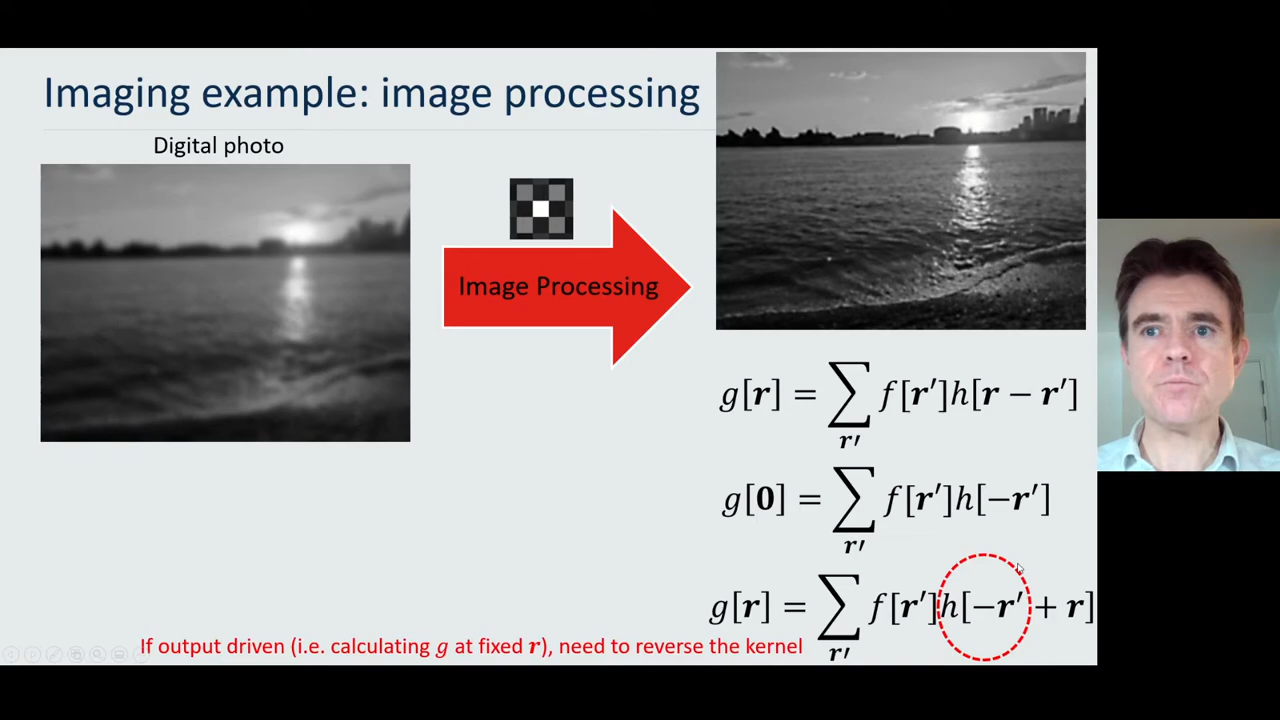 Imaging example: image processing
Digital photo
Image Processing
g[r] = ∑ f[r′]h[r − r′]
r′
g[0] = ∑ f[r′]h[−r′]
r′
g[r] = ∑ f[r′]h[−r′ + r]
r′
If output driven (i.e. calculating g at fixed r), need to reverse the kernel